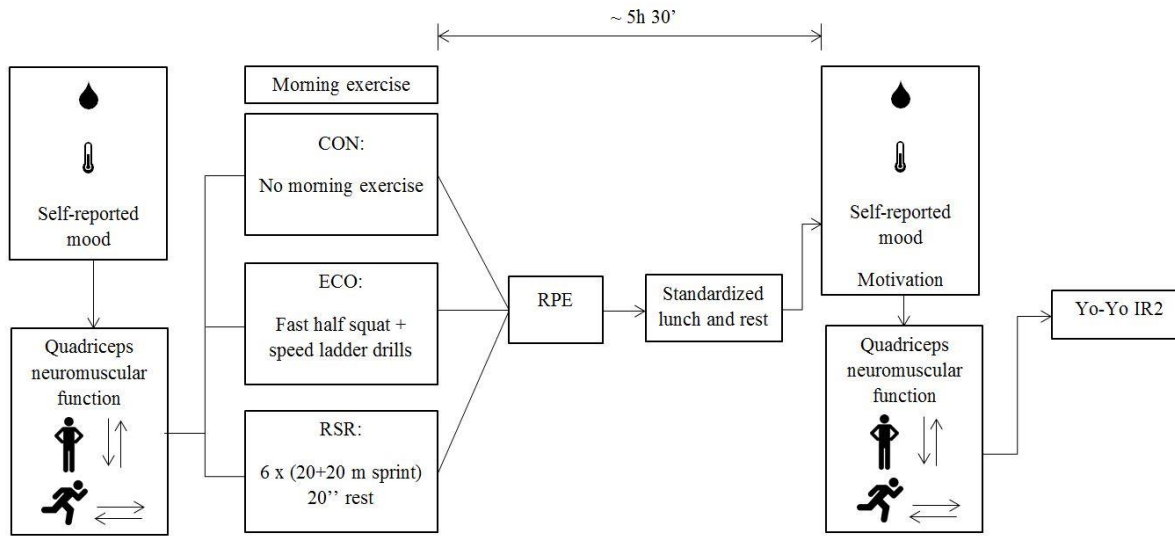 ~ 5h 30’
Self-reported
mood
Quadriceps
neuromuscular
function
Morning exercise
CON:
No morning exercise
ECO:
Fast half squat +
speed ladder drills
RSR:
6 x (20+20 m sprint)
20’’ rest
RPE
Standardized
lunch and rest
Self-reported
mood
Motivation
Quadriceps
neuromuscular
function
Yo-Yo IR2